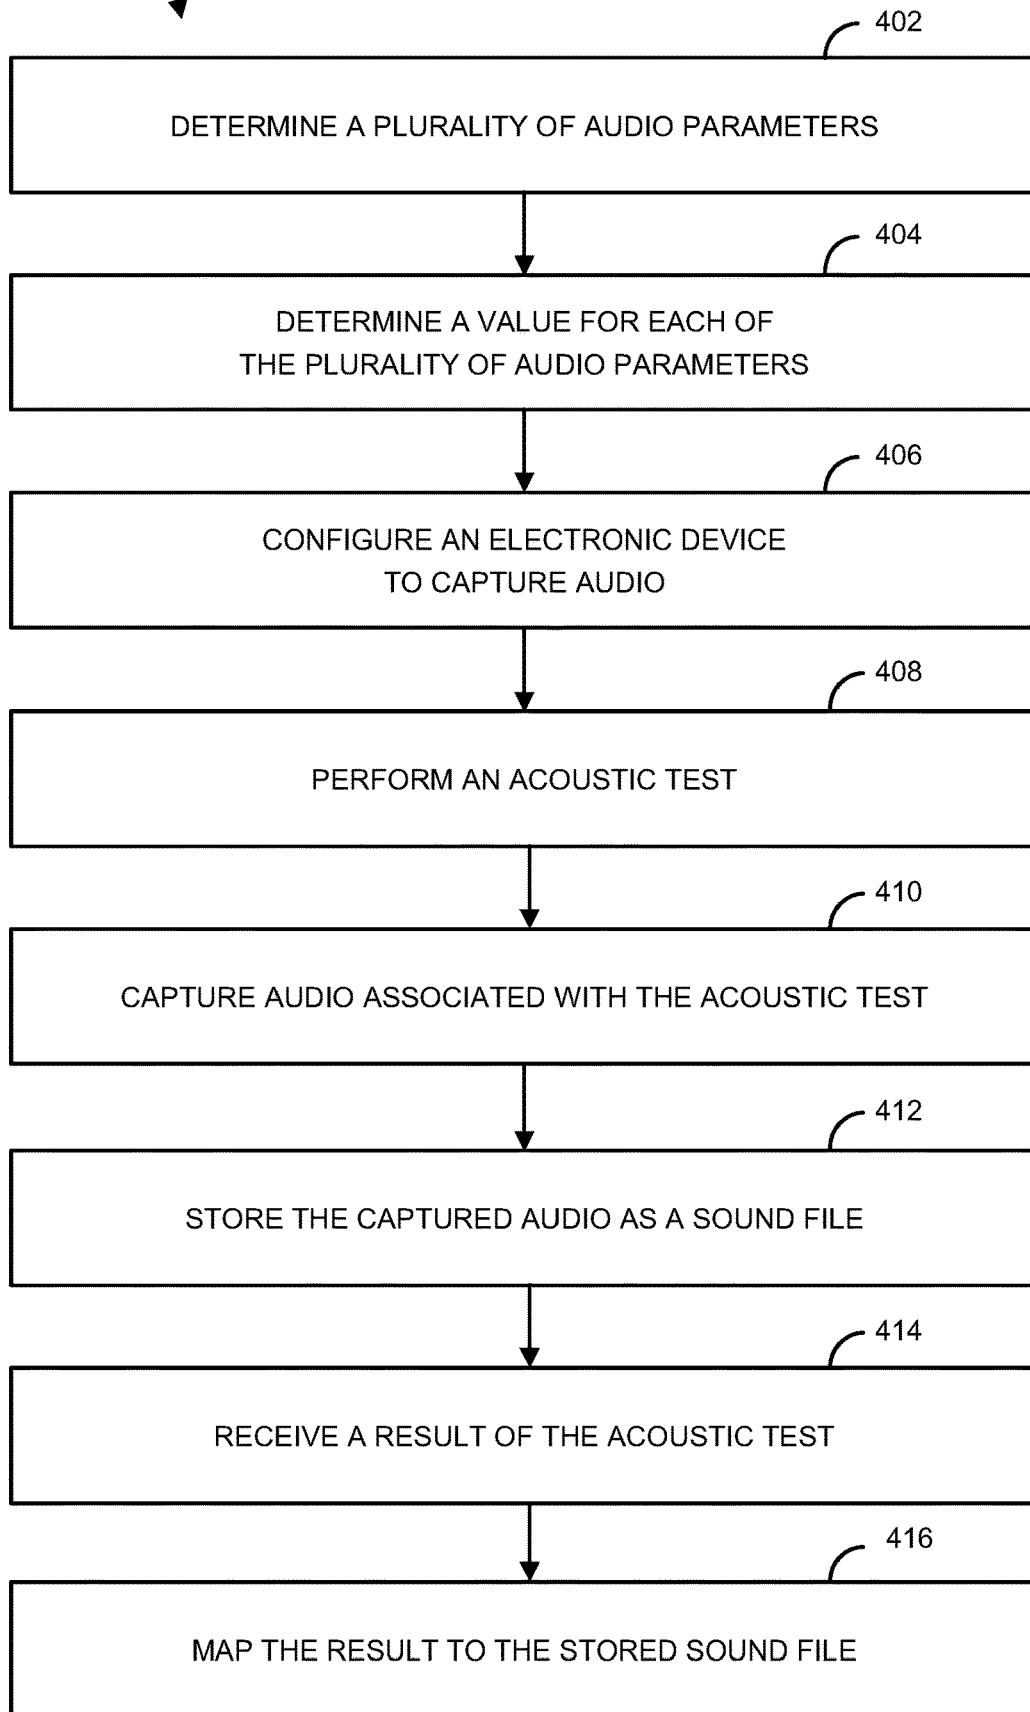 402
DETERMINE A PLURALITY OF AUDIO PARAMETERS
404
DETERMINE A VALUE FOR EACH OF
THE PLURALITY OF AUDIO PARAMETERS
406
CONFIGURE AN ELECTRONIC DEVICE
TO CAPTURE AUDIO
408
PERFORM AN ACOUSTIC TEST
410
CAPTURE AUDIO ASSOCIATED WITH THE ACOUSTIC TEST
412
STORE THE CAPTURED AUDIO AS A SOUND FILE
414
RECEIVE A RESULT OF THE ACOUSTIC TEST
416
MAP THE RESULT TO THE STORED SOUND FILE